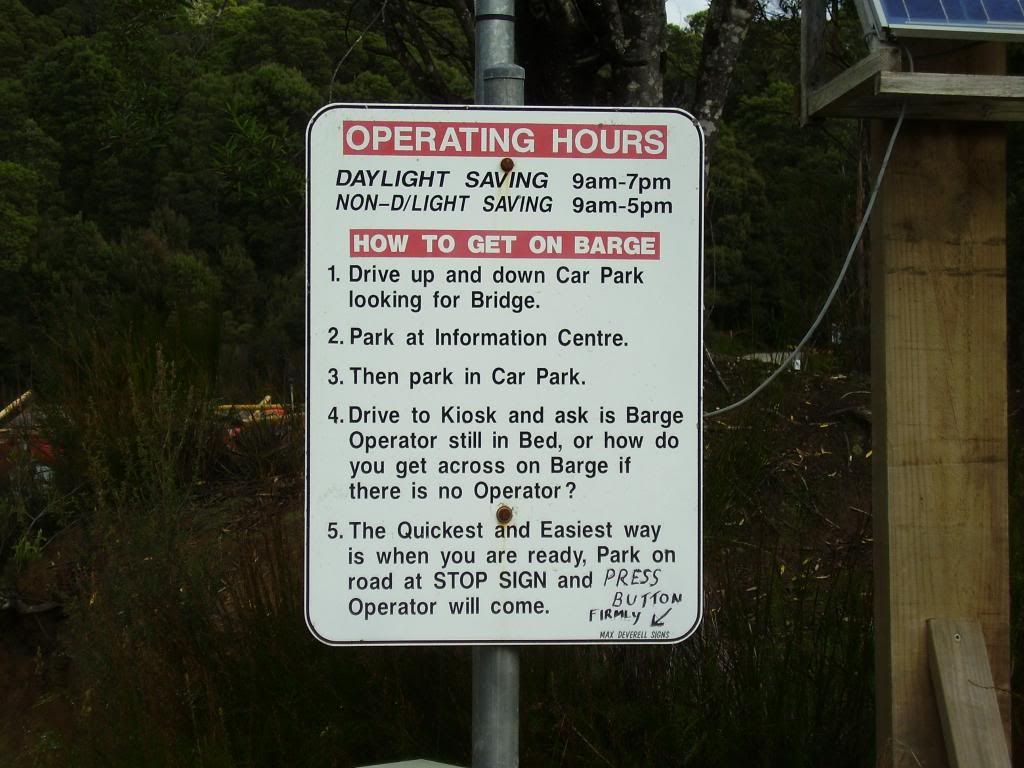 OPERATING HOURS
DAYLIGHT SAVING 9am-7pm
NON-D/LIGHT SAVING 9am-5pm
HOW TO GET ON BARGE
1. Drive up and down Car Park
looking for Bridge.
2. Park at Information Centre.
3. Then park in Car Park.
4. Drive to Kiosk and ask is Barge
Operator still in Bed, or how do
you get across on Barge if
there is no Operator?
5. The Quickest and Easiest way
is when you are ready, Park on
road at STOP SIGN and PRESS
BUTTON
Operator will come. FIRMLY ↙
MAX DEVERELL SIGNS